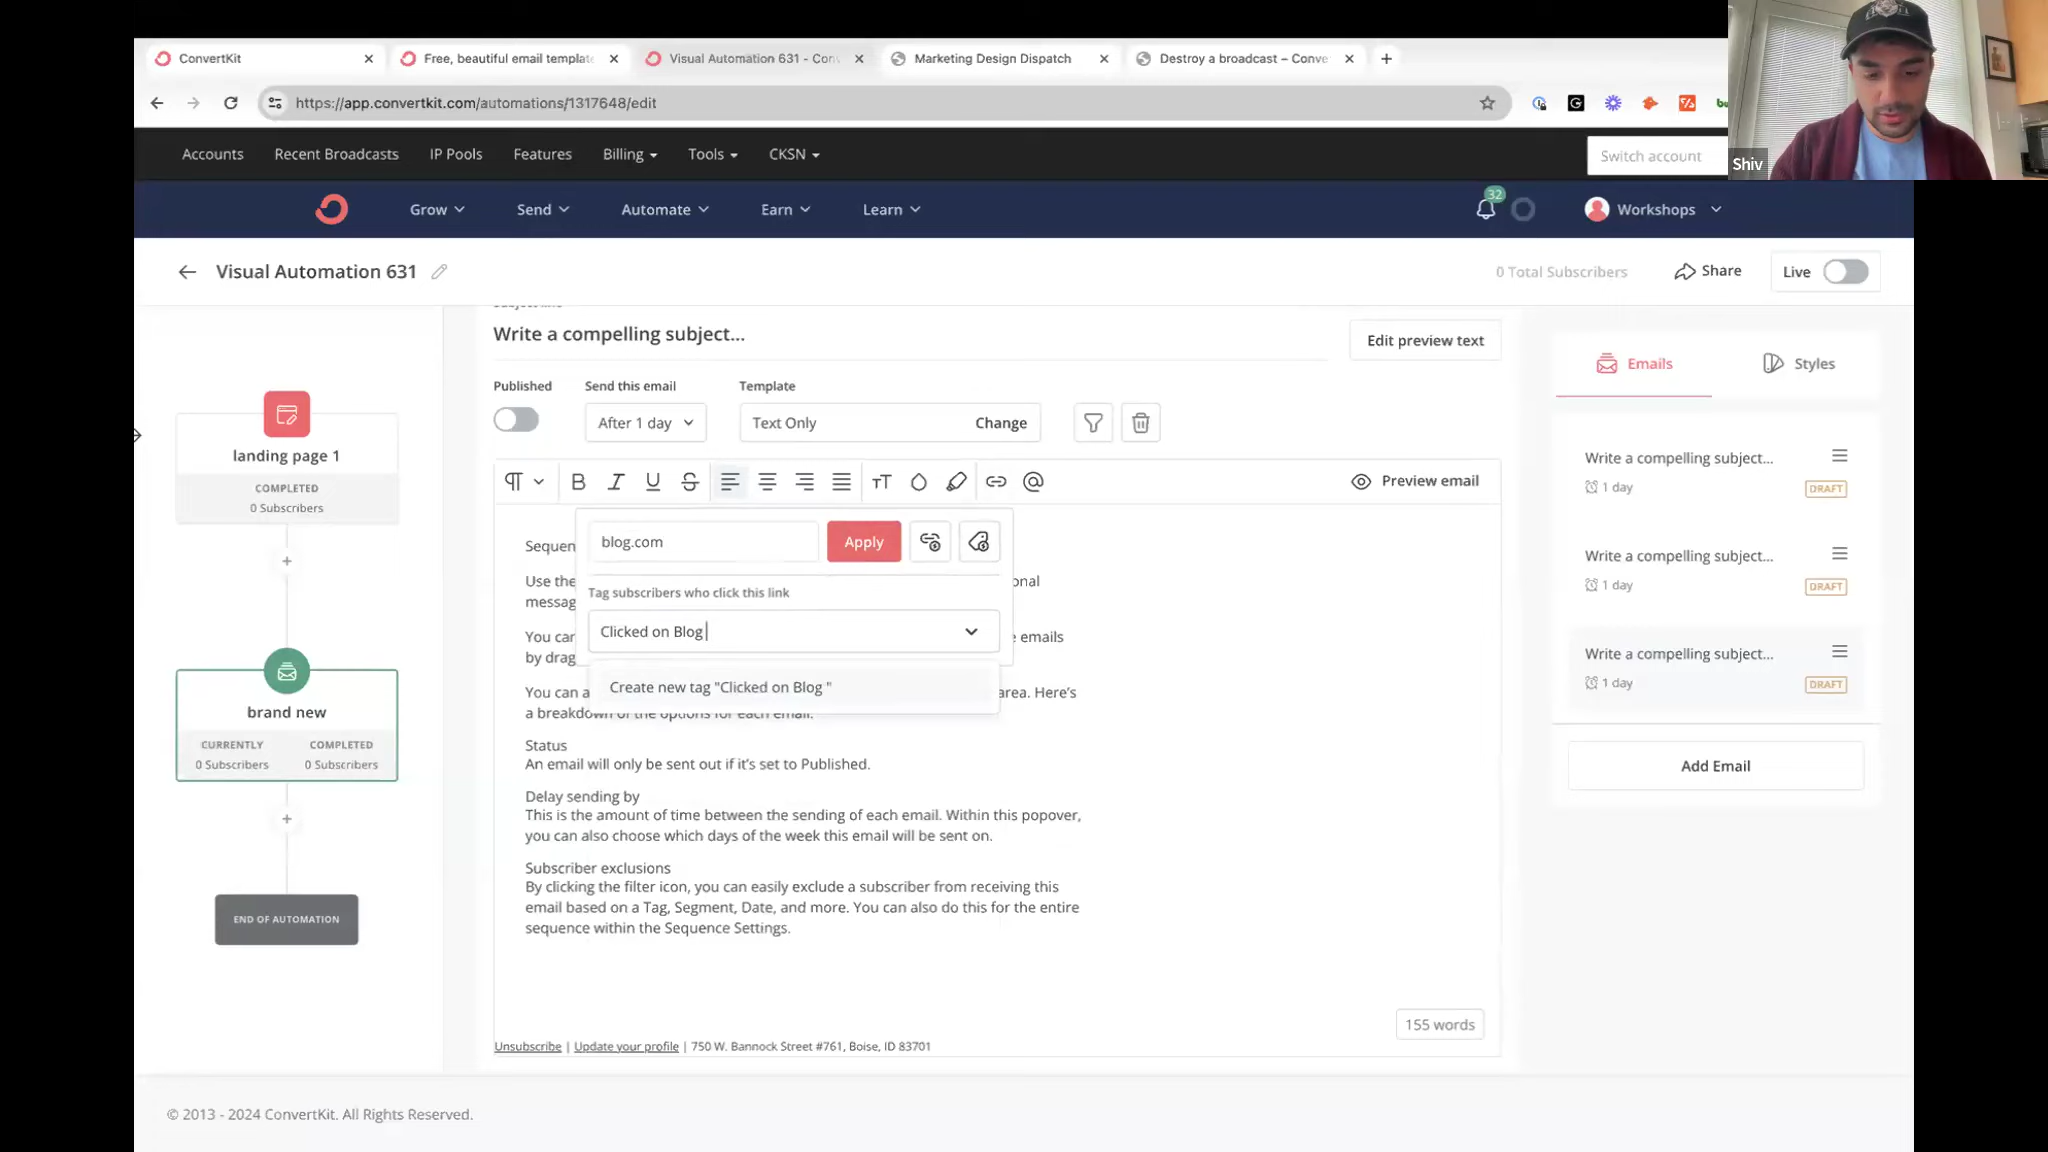 ConvertKit
Free, beautiful email template
Visual Automation 631 - Con
Marketing Design Dispatch
Destroy a broadcast – Conve
https://app.convertkit.com/automations/1317648/edit
Shiv
Accounts
Recent Broadcasts
IP Pools
Features
Billing
Tools
CKSN
Switch account
Grow
Send
Automate
Earn
Learn
32
Workshops
Visual Automation 631
0 Total Subscribers
Share
Live
landing page 1
COMPLETED
0 Subscribers
brand new
CURRENTLY
0 Subscribers
COMPLETED
0 Subscribers
END OF AUTOMATION
Write a compelling subject...
Edit preview text
Published
Send this email
After 1 day
Template
Text Only
Change
Preview email
blog.com
Apply
Tag subscribers who click this link
Clicked on Blog
Create new tag "Clicked on Blog "
Sequen
Use the onal
messag
You can e emails
by drag
You can a area. Here's
a breakdown of the options for each email.
Status
An email will only be sent out if it's set to Published.
Delay sending by
This is the amount of time between the sending of each email. Within this popover,
you can also choose which days of the week this email will be sent on.
Subscriber exclusions
By clicking the filter icon, you can easily exclude a subscriber from receiving this
email based on a Tag, Segment, Date, and more. You can also do this for the entire
sequence within the Sequence Settings.
155 words
Unsubscribe | Update your profile | 750 W. Bannock Street #761, Boise, ID 83701
Emails
Styles
Write a compelling subject...
1 day
DRAFT
Write a compelling subject...
1 day
DRAFT
Write a compelling subject...
1 day
DRAFT
Add Email
© 2013 - 2024 ConvertKit. All Rights Reserved.